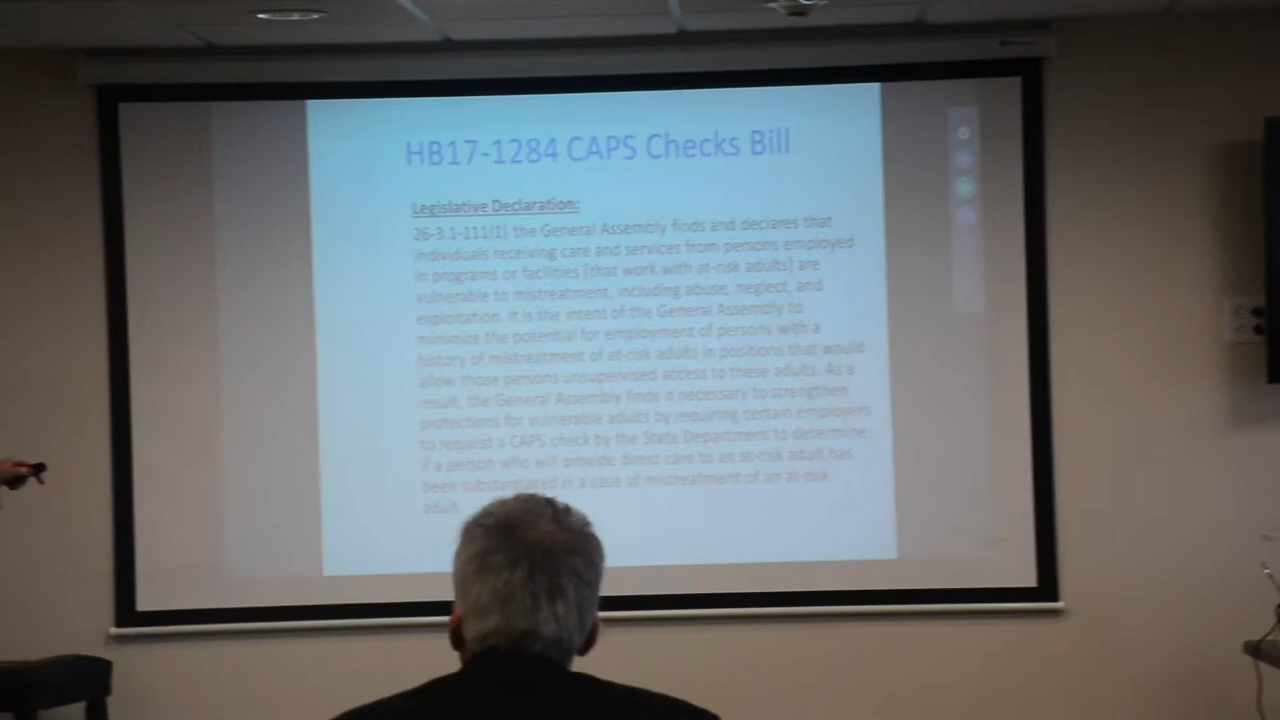 HB17-1284 CAPS Checks Bill
Legislative Declaration:
26-3.1-111(1) the General Assembly finds and declares that
individuals receiving care and services from persons employed
in programs or facilities [that work with at-risk adults] are
vulnerable to mistreatment, including abuse, neglect, and
exploitation. It is the intent of the General Assembly to
minimize the potential for employment of persons with a
history of mistreatment of at-risk adults in positions that would
allow those persons unsupervised access to these adults. As a
result, the General Assembly finds it necessary to strengthen
protections for vulnerable adults by requiring certain employers
to request a CAPS check by the State Department to determine
if a person who will provide direct care to an at-risk adult has
been substantiated in a case of mistreatment of an at-risk
adult.